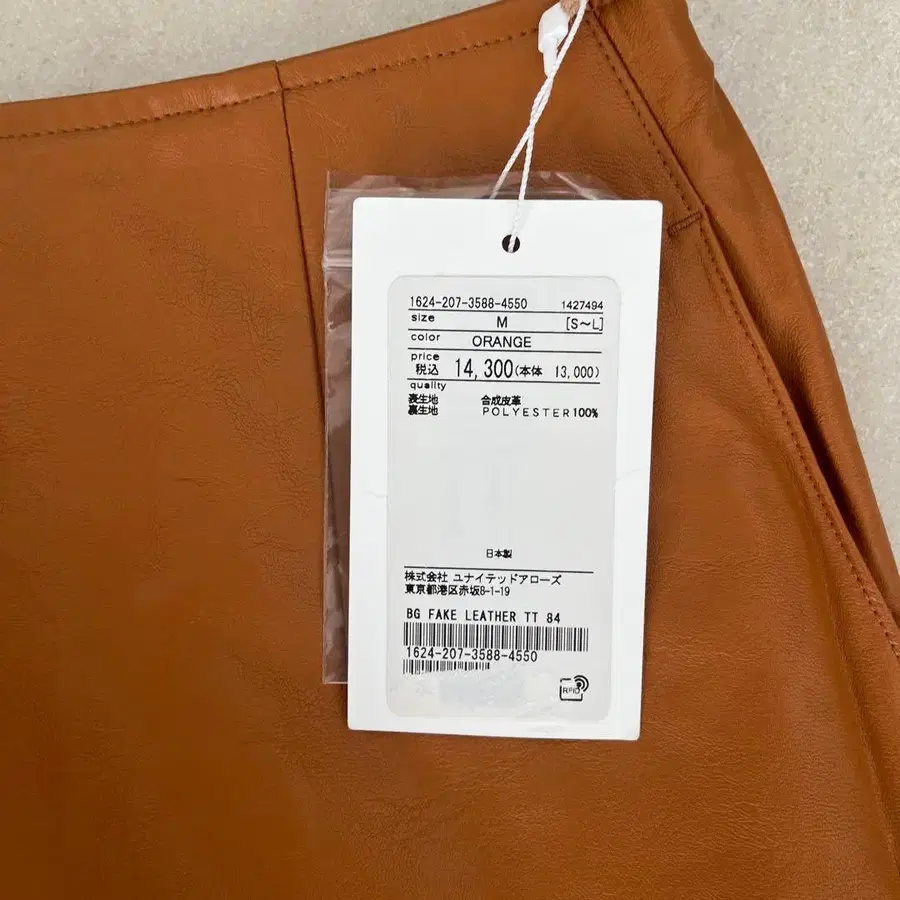 1624-207-3588-4550 1427494
size M [S〜L]
color ORANGE
price
税込 14,300(本体 13,000)
quality
表生地 合成皮革
裏生地 POLYESTER100%
日本製
株式会社 ユナイテッドアローズ
東京都港区赤坂8-1-19
BG FAKE LEATHER TT 84
1624-207-3588-4550
RFID